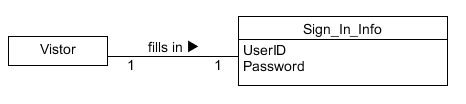 Sign_In_Info
Vistor
fills in ▶
UserID
1
1
Password